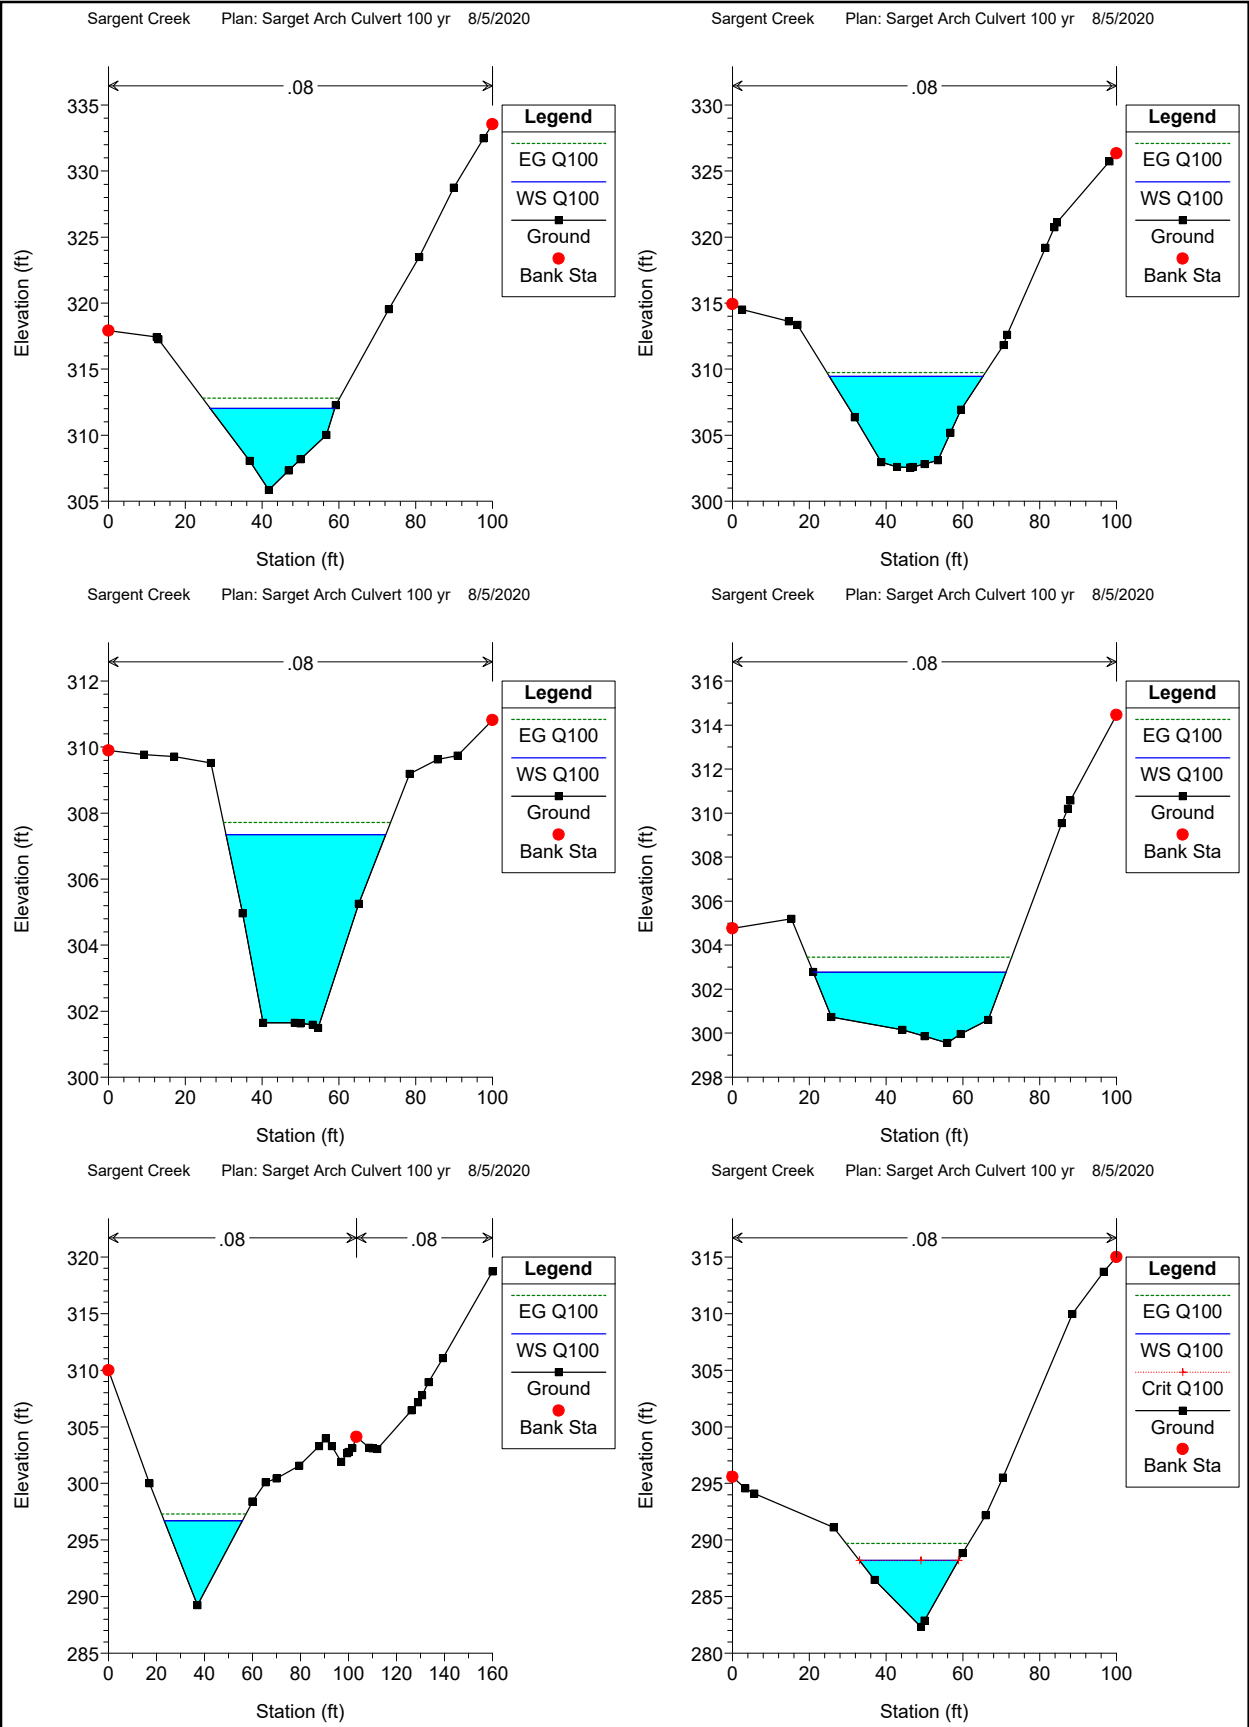 Sargent Creek Plan: Sarget Arch Culvert 100 yr 8/5/2020
.08
335
330
325
320
315
310
305
0 20 40 60 80 100
Elevation (ft)
Station (ft)
Legend
EG Q100
WS Q100
Ground
Bank Sta
Sargent Creek Plan: Sarget Arch Culvert 100 yr 8/5/2020
.08
330
325
320
315
310
305
300
0 20 40 60 80 100
Elevation (ft)
Station (ft)
Legend
EG Q100
WS Q100
Ground
Bank Sta
Sargent Creek Plan: Sarget Arch Culvert 100 yr 8/5/2020
.08
312
310
308
306
304
302
300
0 20 40 60 80 100
Elevation (ft)
Station (ft)
Legend
EG Q100
WS Q100
Ground
Bank Sta
Sargent Creek Plan: Sarget Arch Culvert 100 yr 8/5/2020
.08
316
314
312
310
308
306
304
302
300
298
0 20 40 60 80 100
Elevation (ft)
Station (ft)
Legend
EG Q100
WS Q100
Ground
Bank Sta
Sargent Creek Plan: Sarget Arch Culvert 100 yr 8/5/2020
.08 .08
320
315
310
305
300
295
290
285
0 20 40 60 80 100 120 140 160
Elevation (ft)
Station (ft)
Legend
EG Q100
WS Q100
Ground
Bank Sta
Sargent Creek Plan: Sarget Arch Culvert 100 yr 8/5/2020
.08
315
310
305
300
295
290
285
280
0 20 40 60 80 100
Elevation (ft)
Station (ft)
Legend
EG Q100
WS Q100
Crit Q100
Ground
Bank Sta